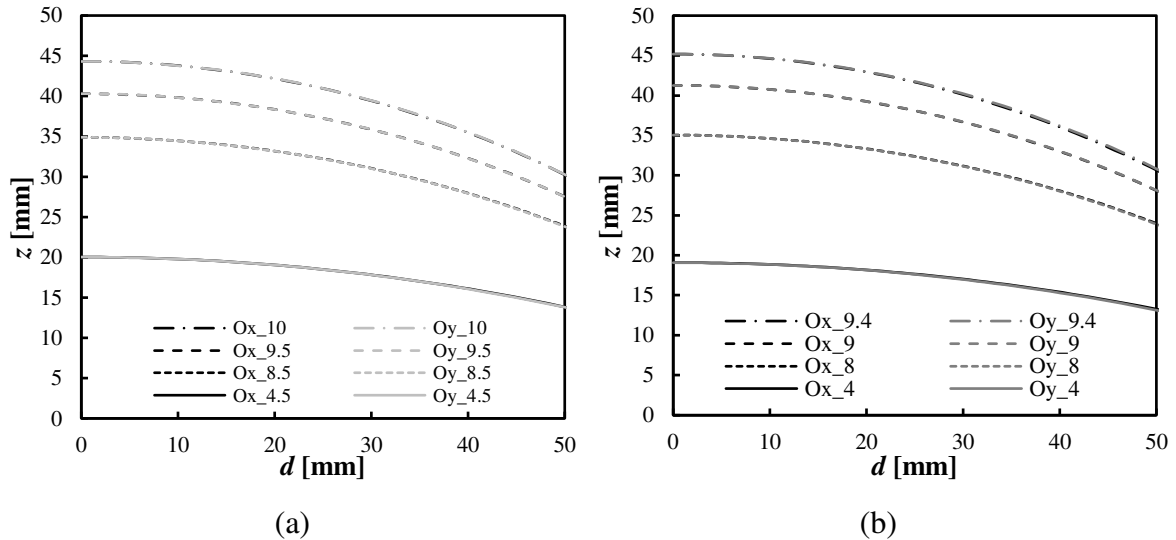 50
45
40
35
30
25
20
15
10
5
0
z [mm]
Ox_10 Oy_10
Ox_9.5 Oy_9.5
Ox_8.5 Oy_8.5
Ox_4.5 Oy_4.5
0 10 20 30 40 50
d [mm]
(a)
50
45
40
35
30
25
20
15
10
5
0
z [mm]
Ox_9.4 Oy_9.4
Ox_9 Oy_9
Ox_8 Oy_8
Ox_4 Oy_4
0 10 20 30 40 50
d [mm]
(b)